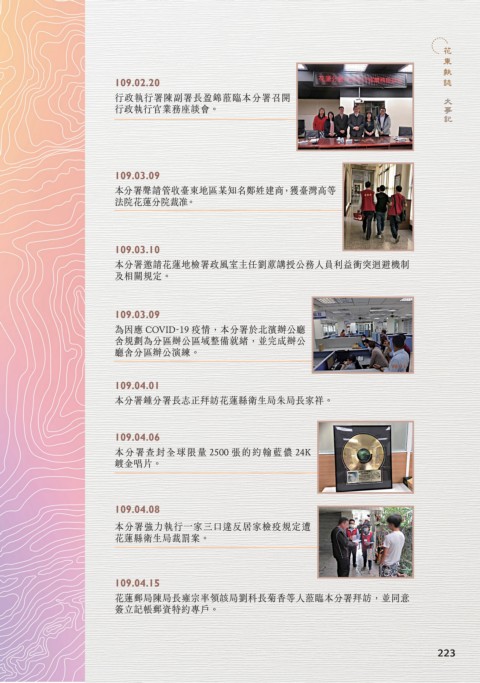 花東執誌 大事記
109.02.20
行政執行署陳副署長盈錦蒞臨本分署召開
行政執行官業務座談會。
109.03.09
本分署聲請管收臺東地區某知名鄭姓建商，獲臺灣高等
法院花蓮分院裁准。
109.03.10
本分署邀請花蓮地檢署政風室主任劉蒝講授公務人員利益衝突迴避機制
及相關規定。
109.03.09
為因應 COVID-19 疫情，本分署於北濱辦公廳
舍規劃為分區辦公區域整備就緒，並完成辦公
廳舍分區辦公演練。
109.04.01
本分署鍾分署長志正拜訪花蓮縣衛生局朱局長家祥。
109.04.06
本分署查封全球限量 2500 張的約翰藍儂 24K
鍍金唱片。
109.04.08
本分署強力執行一家三口違反居家檢疫規定遭
花蓮縣衛生局裁罰案。
109.04.15
花蓮郵局陳局長雍宗率領該局劉科長菊香等人蒞臨本分署拜訪，並同意
簽立記帳郵資特約專戶。
223